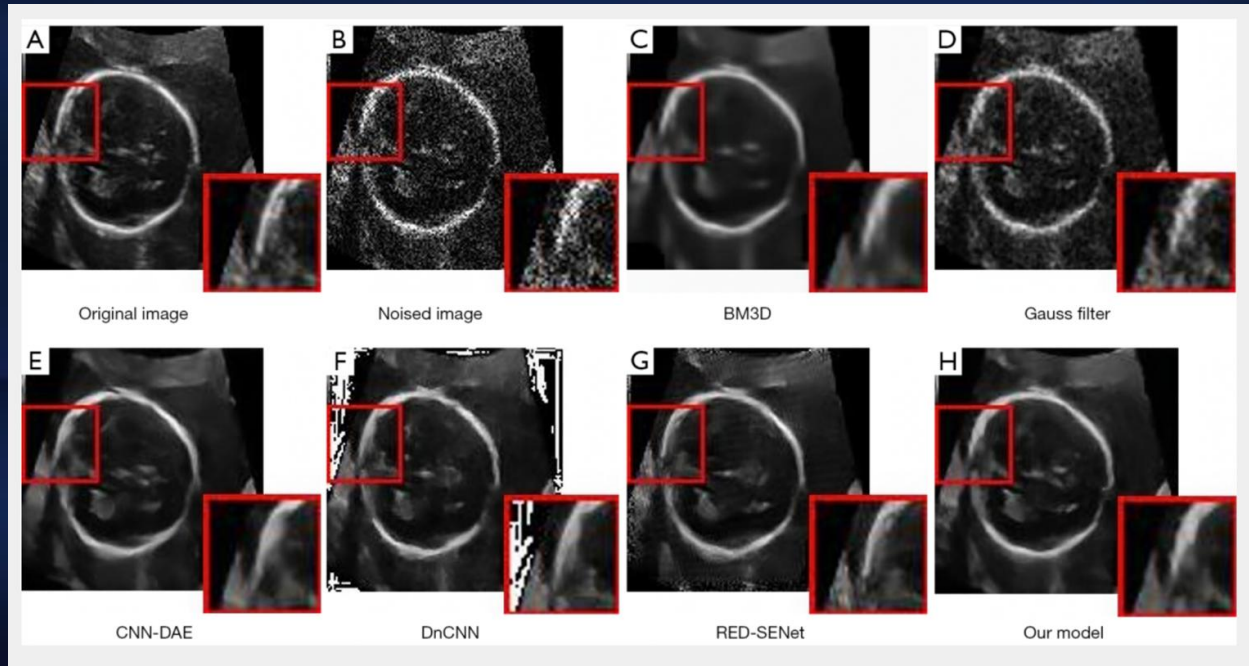 A B C D
Original image Noised image BM3D Gauss filter
E F G H
CNN-DAE DnCNN RED-SENet Our model